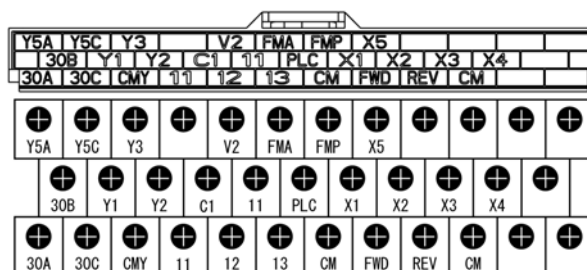 Y5A Y5C Y3 V2 FMA FMP X5
30B Y1 Y2 C1 11 PLC X1 X2 X3 X4
30A 30C CMY 11 12 13 CM FWD REV CM
Y5A Y5C Y3 V2 FMA FMP X5
30B Y1 Y2 C1 11 PLC X1 X2 X3 X4
30A 30C CMY 11 12 13 CM FWD REV CM